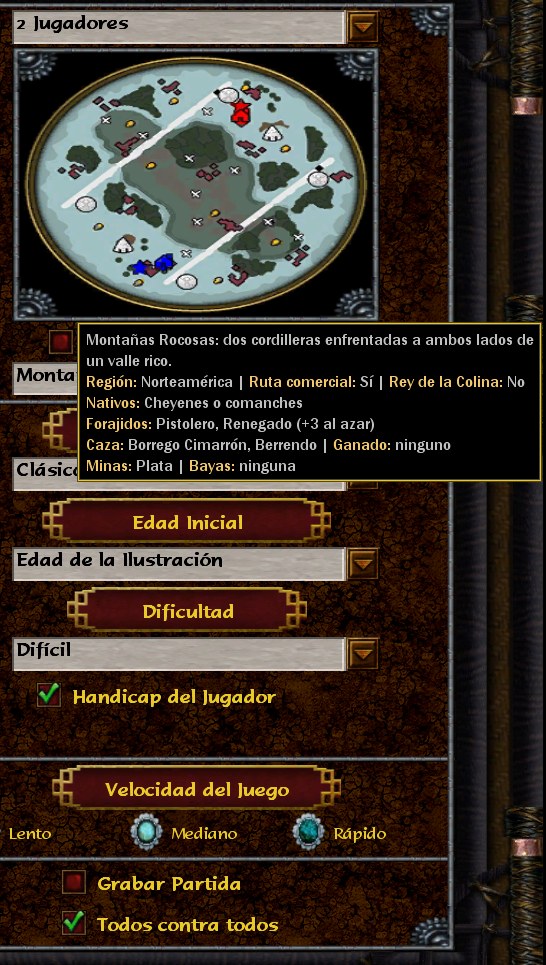 2 Jugadores
Montañas Rocosas: dos cordilleras enfrentadas a ambos lados de
un valle rico.
Región: Norteamérica | Ruta comercial: Sí | Rey de la Colina: No
Nativos: Cheyenes o comanches
Forajidos: Pistolero, Renegado (+3 al azar)
Caza: Borrego Cimarrón, Berrendo | Ganado: ninguno
Minas: Plata | Bayas: ninguna
Monta
Clásic
Edad Inicial
Edad de la Ilustración
Dificultad
Difícil
Handicap del Jugador
Velocidad del Juego
Lento Mediano Rápido
Grabar Partida
Todos contra todos